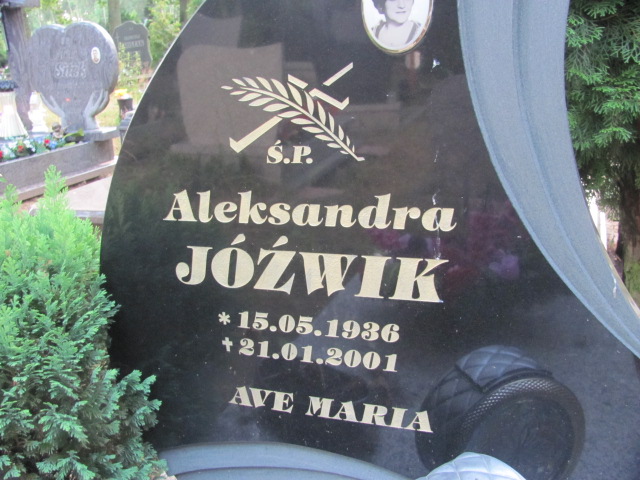 Ś.P.
Aleksandra
JÓŹWIK
* 15.05.1936
✝ 21.01.2001
AVE MARIA